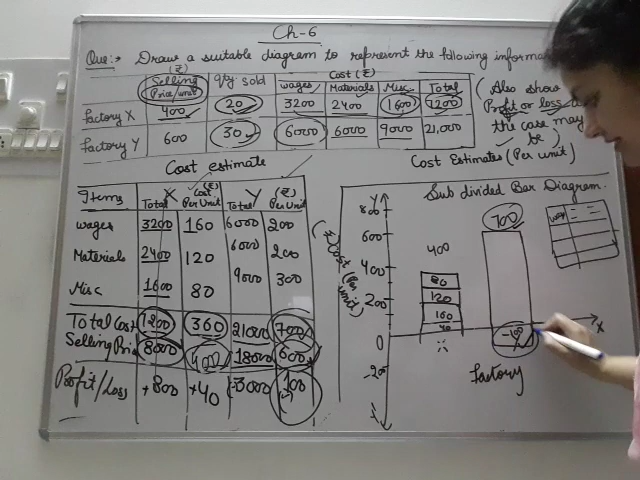 Ch-6
Que:→ Draw a suitable diagram to represent the following informa
Selling Price/unit (₹) qty sold Cost (₹)
wages Materials Misc Total
factory X 400 20 3200 2400 1600 7200
factory Y 600 30 6000 6000 9000 21,000
(Also show
Profit or loss as
the case may
be)
Cost estimate
Items X Y (₹)
Total Cost Per Unit (₹) Total Per Unit
wages 3200 160 6000 200
Materials 2400 120 6000 200
Misc 1600 80 9000 300
Total Cost 7200 360 21000 700
Selling Price 8000 400 18000 600
Profit/Loss +800 +40 -3000 100
(-)
Cost Estimates (Per unit)
Sub divided Bar Diagram.
Y
800
600
400
200
0
-20
(₹) Cost (Per unit)
400
80
120
160
40
700
-100
X
factory
wages